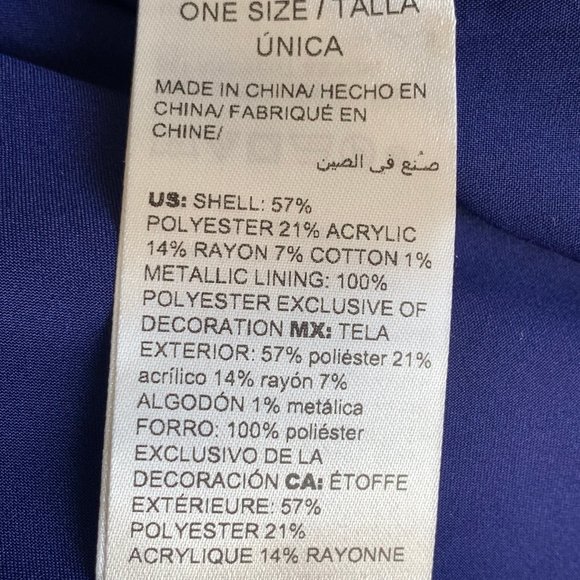 ONE SIZE / TALLA
ÚNICA
MADE IN CHINA/ HECHO EN
CHINA/ FABRIQUÉ EN
CHINE/
صنع في الصين
US: SHELL: 57%
POLYESTER 21% ACRYLIC
14% RAYON 7% COTTON 1%
METALLIC LINING: 100%
POLYESTER EXCLUSIVE OF
DECORATION MX: TELA
EXTERIOR: 57% poliéster 21%
acrílico 14% rayón 7%
ALGODÓN 1% metálica
FORRO: 100% poliéster
EXCLUSIVO DE LA
DECORACIÓN CA: ÉTOFFE
EXTÉRIEURE: 57%
POLYESTER 21%
ACRYLIQUE 14% RAYONNE